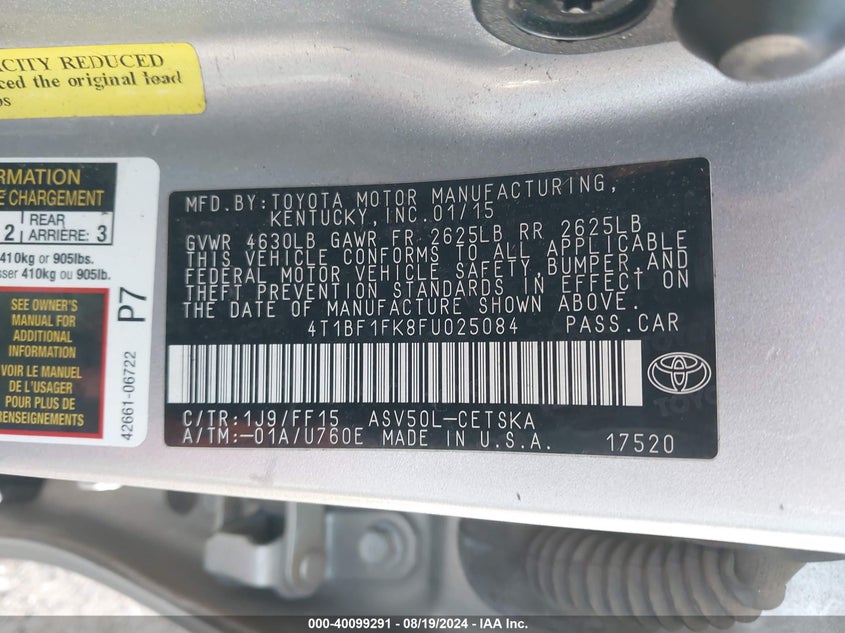 CITY REDUCED
ced the original load
os
RMATION
E CHARGEMENT
2 REAR ARRIÈRE: 3
410kg or 905lbs.
sser 410kg ou 905lb.
SEE OWNER'S
MANUAL FOR
ADDITIONAL
INFORMATION
VOIR LE MANUEL
DE L'USAGER
POUR PLUS DE
RENSEIGNEMENTS
P7
42661-06722
MFD.BY:TOYOTA MOTOR MANUFACTURING,
KENTUCKY,INC.01/15
GVWR 4630LB GAWR FR 2625LB RR 2625LB
THIS VEHICLE CONFORMS TO ALL APPLICABLE
FEDERAL MOTOR VEHICLE SAFETY,BUMPER,AND
THEFT PREVENTION STANDARDS IN EFFECT ON
THE DATE OF MANUFACTURE SHOWN ABOVE.
4T1BF1FK8FU025084 PASS.CAR
C/TR:1J9/FF15 ASV50L-CETSKA
A/TM:-01A/U760E MADE IN U.S.A. 17520
000-40099291 - 08/19/2024 - IAA Inc.